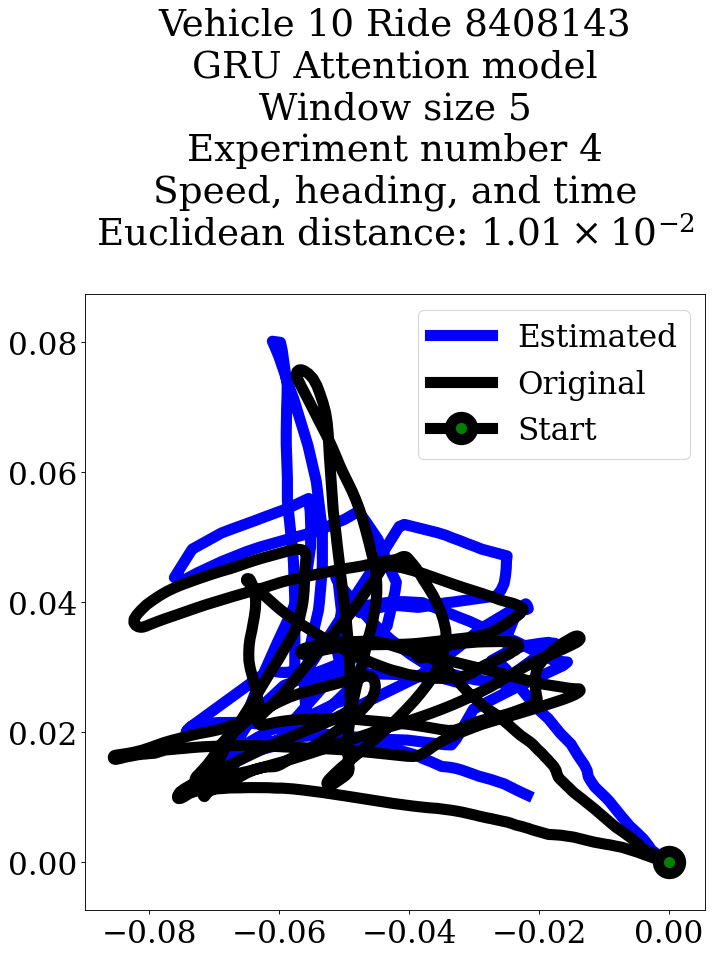 Vehicle 10 Ride 8408143
GRU Attention model
Window size 5
Experiment number 4
Speed, heading, and time
Euclidean distance: 1.01 × 10⁻²
Estimated
Original
Start
0.08
0.06
0.04
0.02
0.00
−0.08 −0.06 −0.04 −0.02 0.00